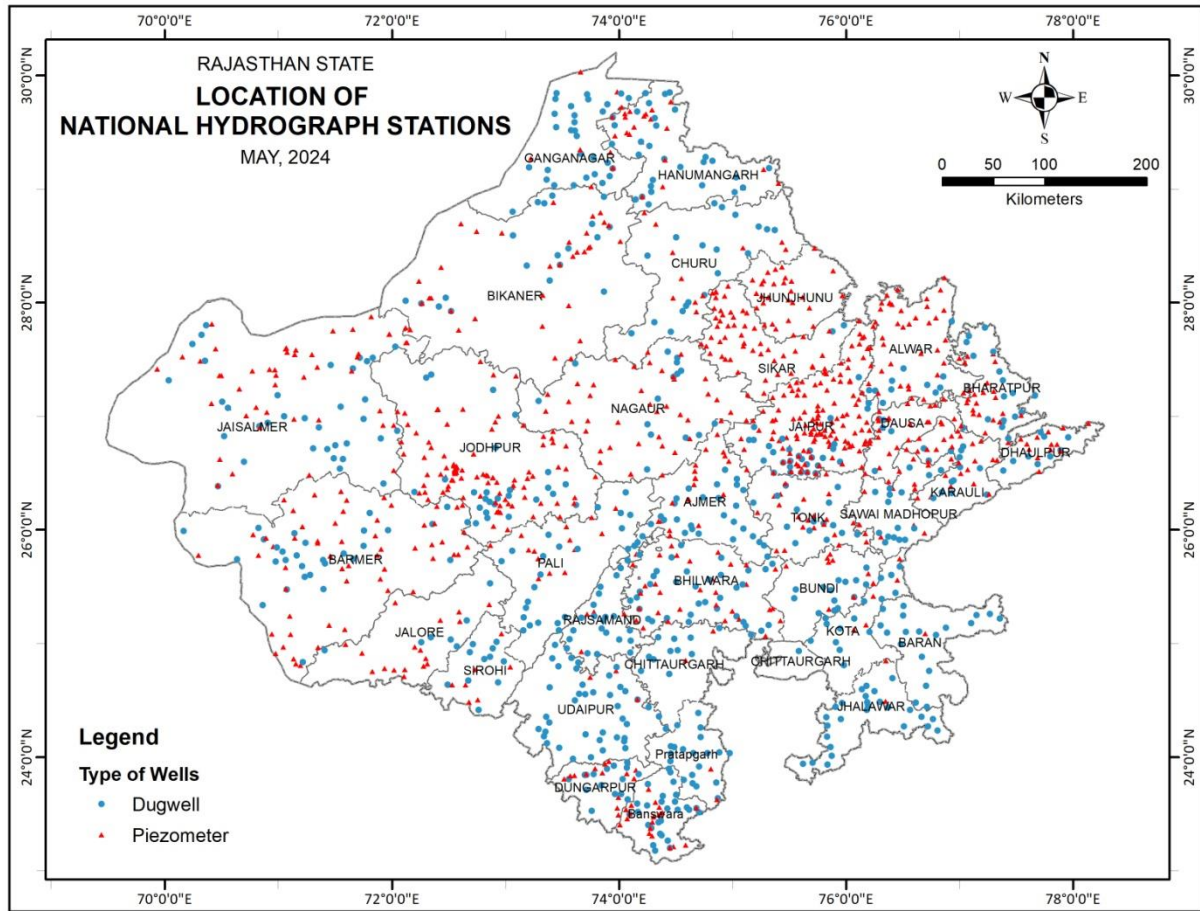 70°0'0"E 72°0'0"E 74°0'0"E 76°0'0"E 78°0'0"E
RAJASTHAN STATE
LOCATION OF
NATIONAL HYDROGRAPH STATIONS
MAY, 2024
N
W E
S
0 50 100 200
Kilometers
30°0'0"N 30°0'0"N
28°0'0"N 28°0'0"N
26°0'0"N 26°0'0"N
24°0'0"N 24°0'0"N
GANGANAGAR
HANUMANGARH
CHURU
BIKANER
JHUNJHUNU
ALWAR
SIKAR
BHARATPUR
NAGAUR
JAISALMER
JAIPUR
DAUSA
JODHPUR
DHAULPUR
KARAULI
AJMER
TONK
SAWAI MADHOPUR
BARMER
PALI
BHILWARA
BUNDI
RAJSAMAND
JALORE
KOTA
BARAN
SIROHI
CHITTAURGARH
CHITTAURGARH
UDAIPUR
JHALAWAR
Pratapgarh
DUNGARPUR
Banswara
Legend
Type of Wells
Dugwell
Piezometer
70°0'0"E 72°0'0"E 74°0'0"E 76°0'0"E 78°0'0"E